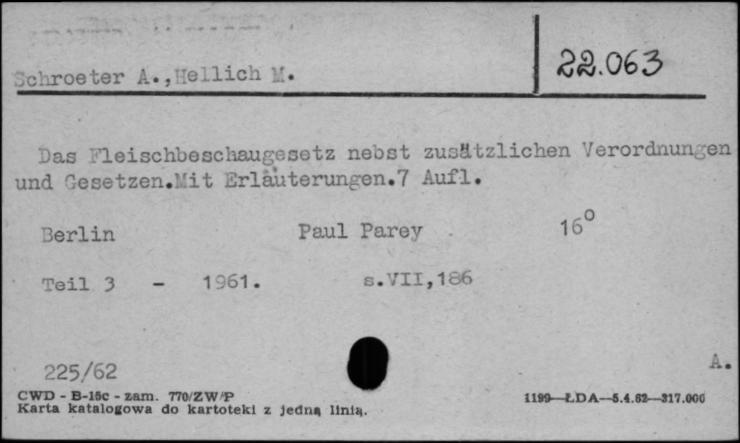 Schroeter A.,Hellich M.
22.063
Das Fleischbeschaugesetz nebst zusätzlichen Verordnungen
und Gesetzen.Mit Erläuterungen.7 Aufl.
Berlin Paul Parey 16°
Teil 3 - 1961. s.VII,186
225/62
A.
CWD - B-15c - zam. 770/ZW/P
1199—ŁDA—5.4.62—317.000
Karta katalogowa do kartoteki z jedną linią.